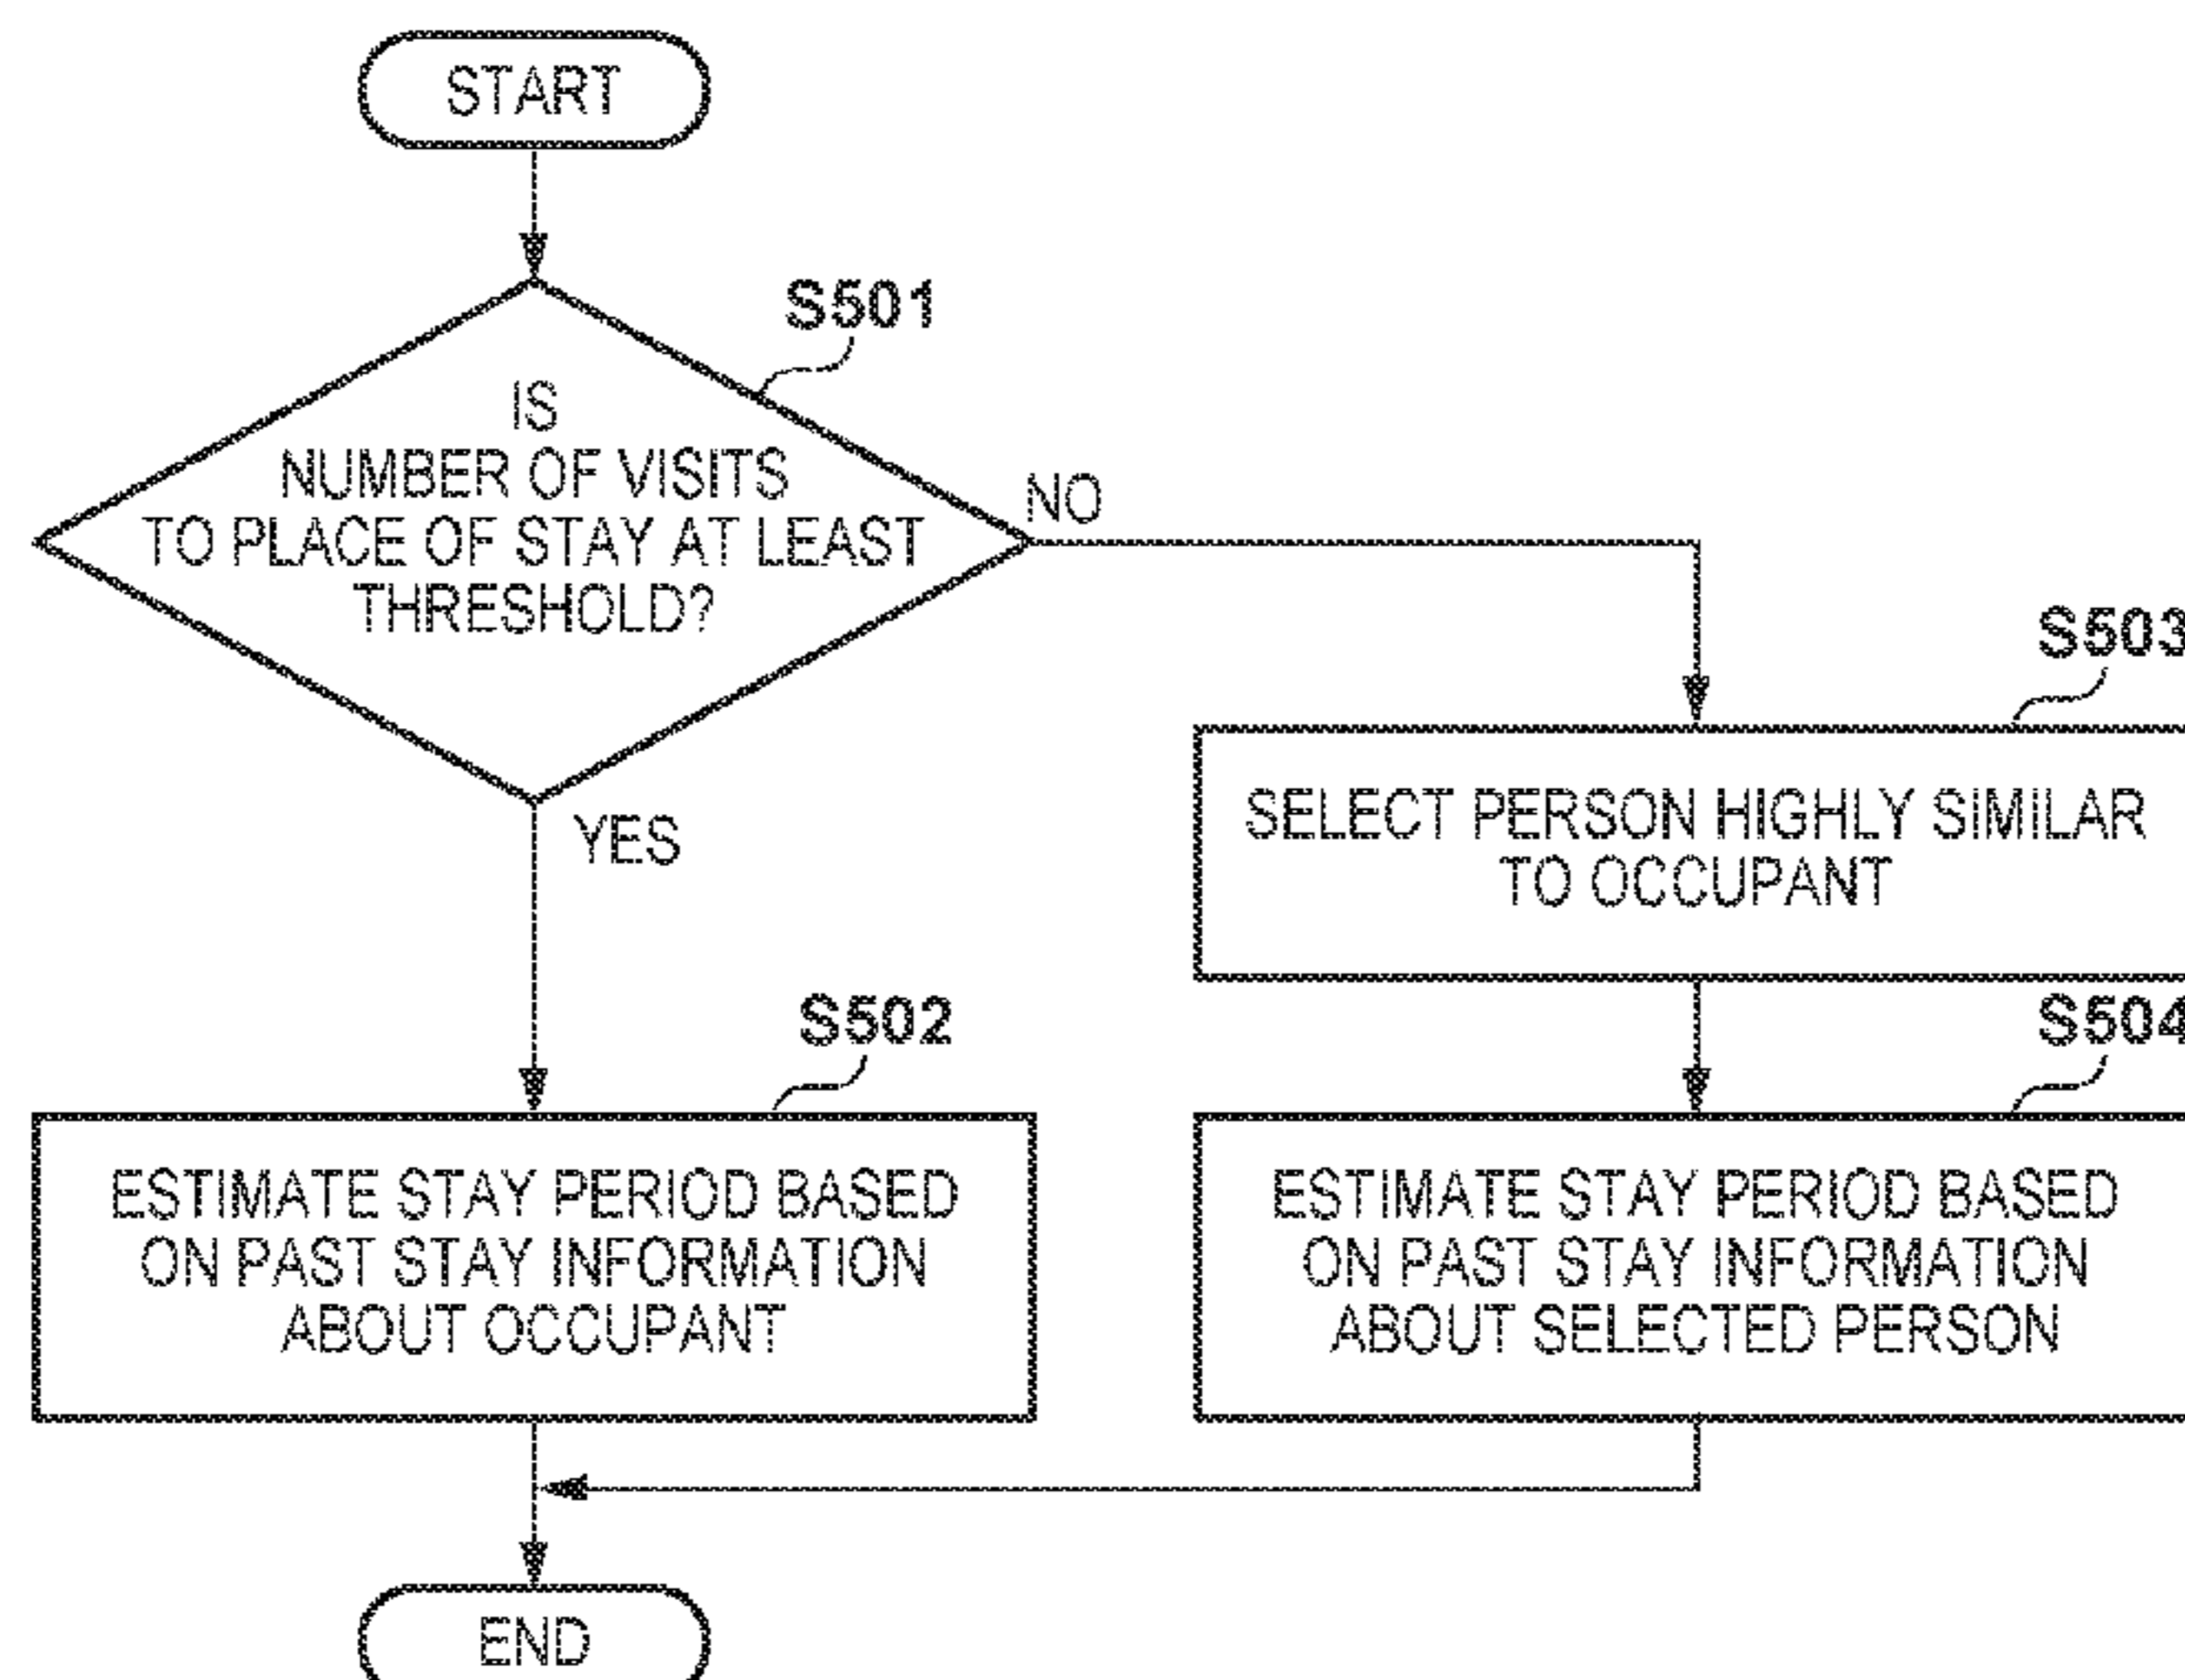 START
S501
IS
NUMBER OF VISITS
TO PLACE OF STAY AT LEAST
THRESHOLD?
NO
YES
S503
SELECT PERSON HIGHLY SIMILAR
TO OCCUPANT
S502
ESTIMATE STAY PERIOD BASED
ON PAST STAY INFORMATION
ABOUT OCCUPANT
S504
ESTIMATE STAY PERIOD BASED
ON PAST STAY INFORMATION
ABOUT SELECTED PERSON
END